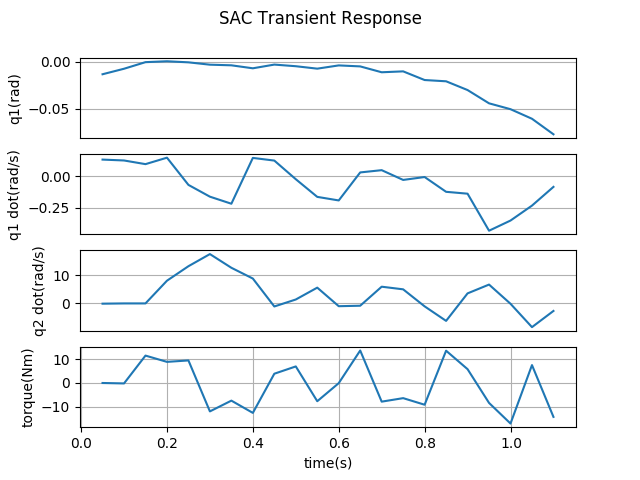 SAC Transient Response
q1(rad)
0.00
−0.05
q1 dot(rad/s)
0.00
−0.25
q2 dot(rad/s)
10
0
torque(Nm)
10
0
−10
0.0 0.2 0.4 0.6 0.8 1.0
time(s)